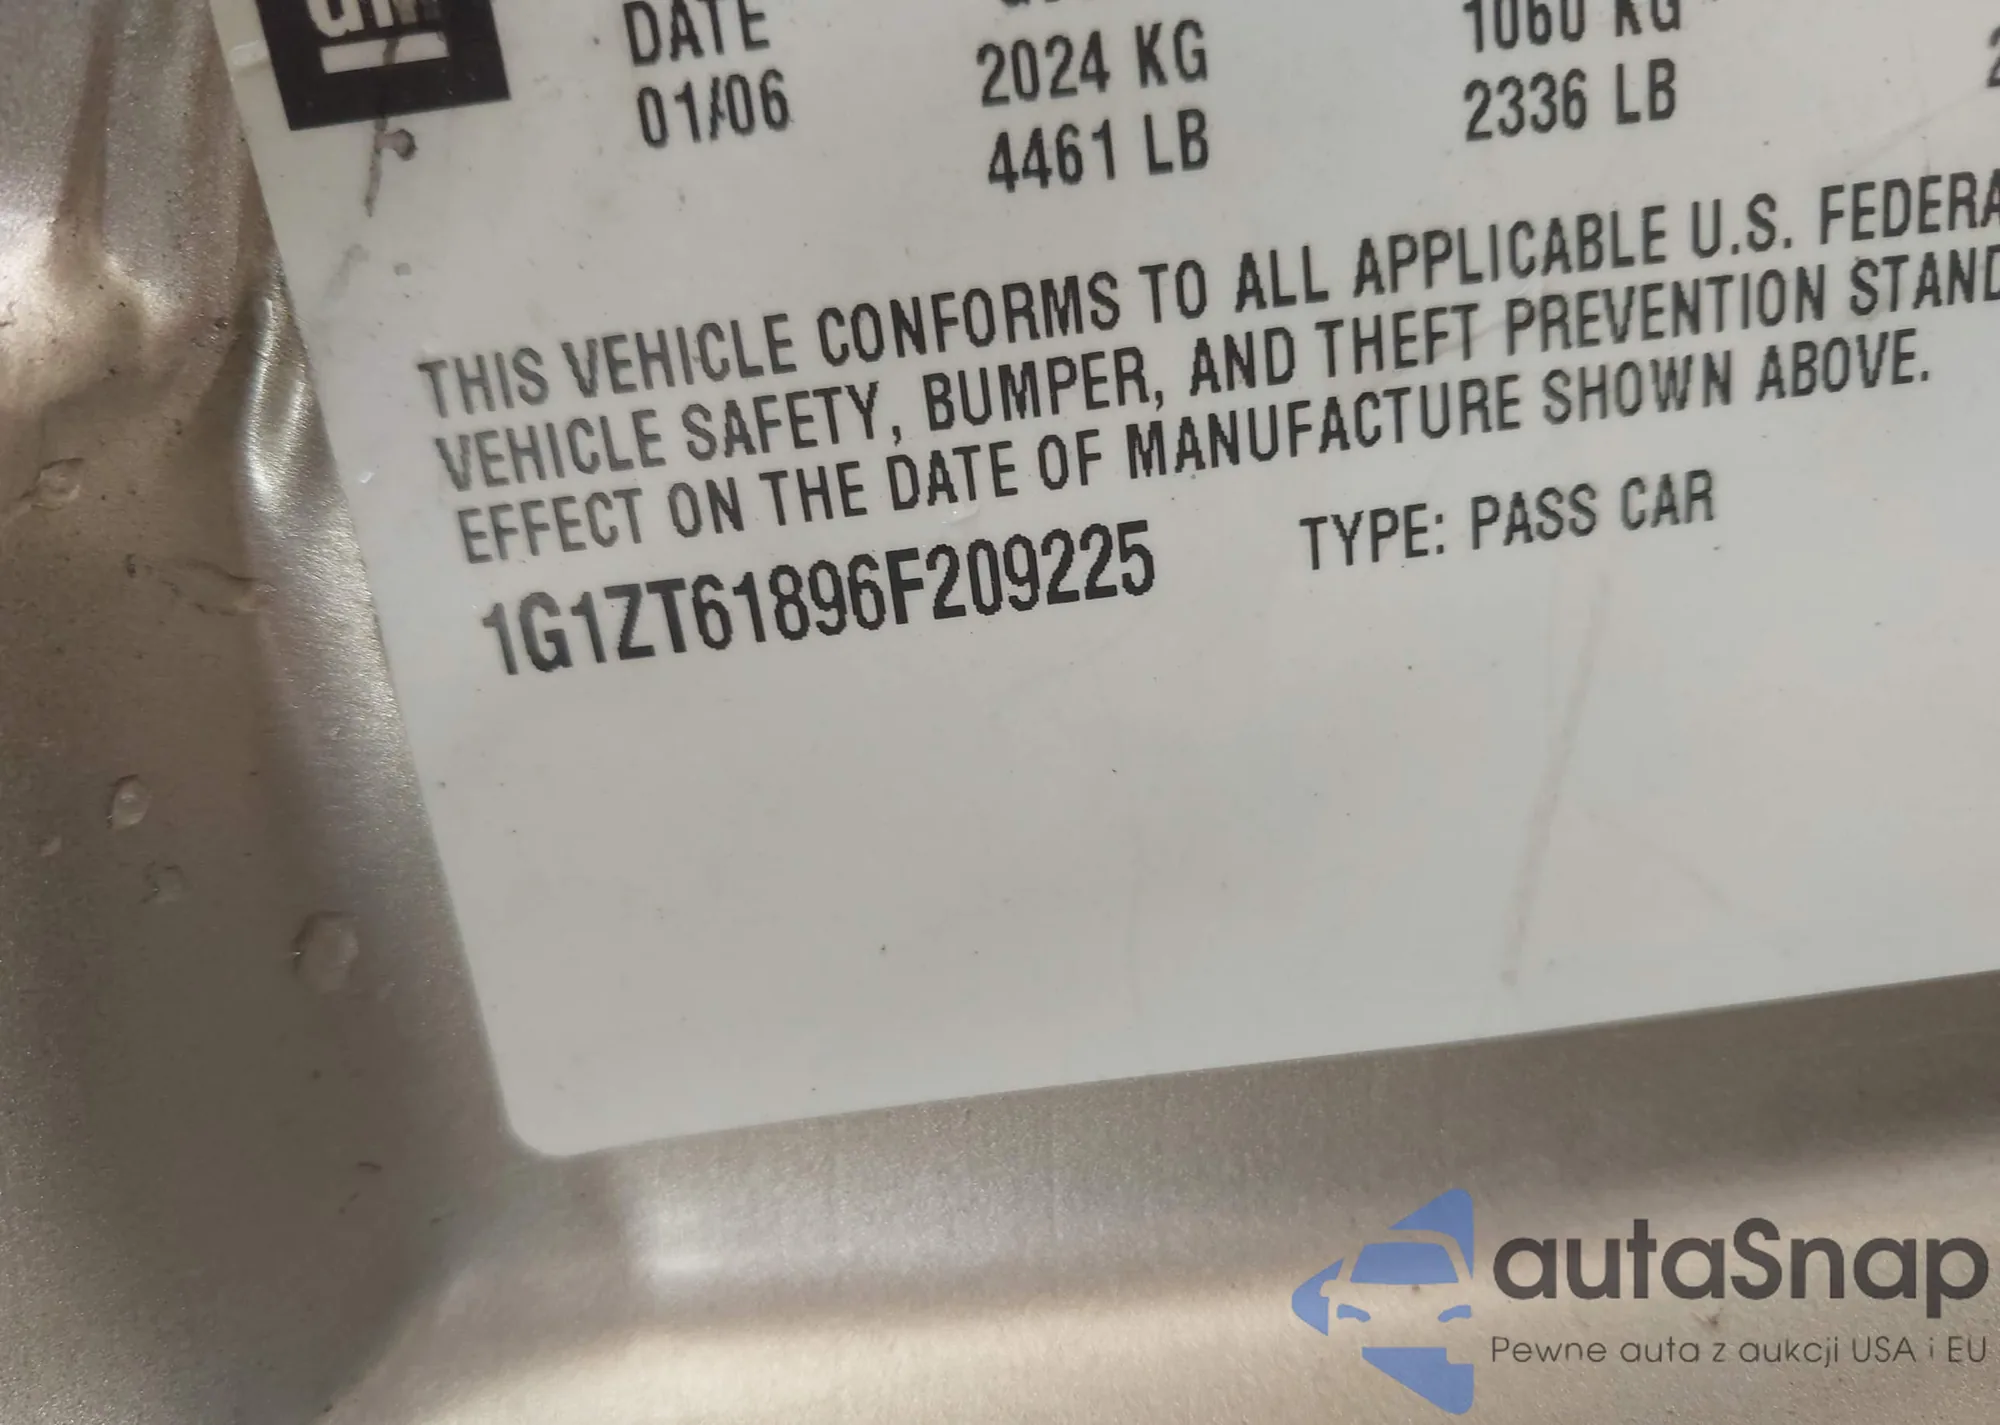 GM
DATE
01/06
2024 KG
4461 LB
1060 KG
2336 LB
THIS VEHICLE CONFORMS TO ALL APPLICABLE U.S. FEDERA
VEHICLE SAFETY, BUMPER, AND THEFT PREVENTION STAND
EFFECT ON THE DATE OF MANUFACTURE SHOWN ABOVE.
1G1ZT61896F209225 TYPE: PASS CAR
autaSnap
Pewne auta z aukcji USA i EU